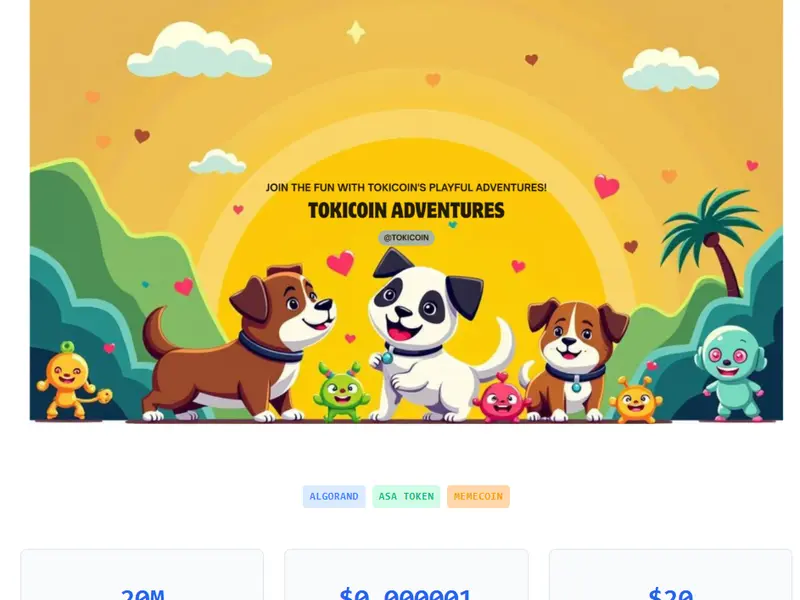 JOIN THE FUN WITH TOKICOIN'S PLAYFUL ADVENTURES!
TOKICOIN ADVENTURES
@TOKICOIN
ALGORAND ASA TOKEN MEMECOIN
20M $0.000001 $20